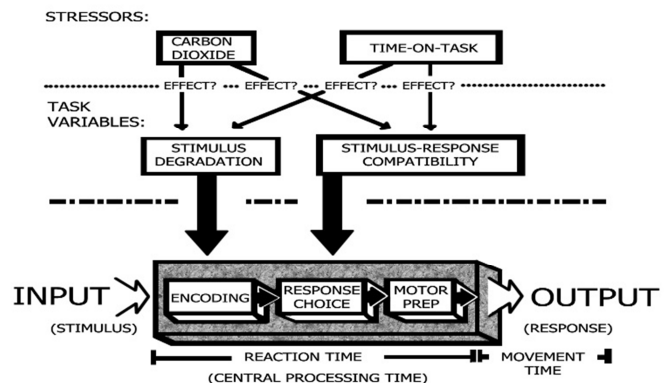 STRESSORS:
CARBON
DIOXIDE
TIME-ON-TASK
EFFECT? EFFECT? EFFECT? EFFECT?
TASK
VARIABLES:
STIMULUS
DEGRADATION
STIMULUS-RESPONSE
COMPATIBILITY
INPUT
(STIMULUS)
ENCODING
RESPONSE
CHOICE
MOTOR
PREP
OUTPUT
(RESPONSE)
REACTION TIME
(CENTRAL PROCESSING TIME)
MOVEMENT
TIME